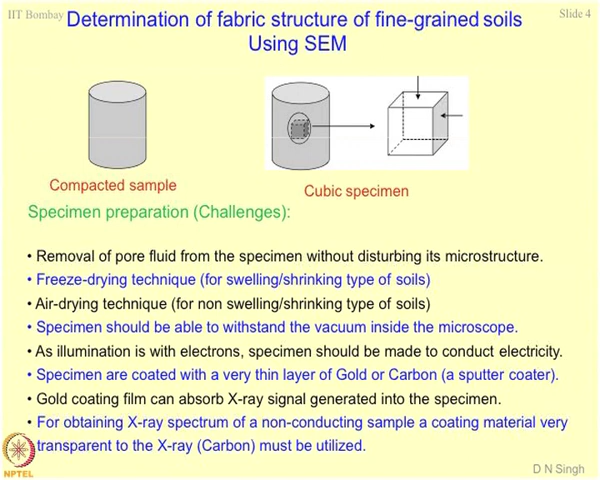 IIT Bombay
Slide 4
Determination of fabric structure of fine-grained soils
Using SEM
Compacted sample
Cubic specimen
Specimen preparation (Challenges):
• Removal of pore fluid from the specimen without disturbing its microstructure.
• Freeze-drying technique (for swelling/shrinking type of soils)
• Air-drying technique (for non swelling/shrinking type of soils)
• Specimen should be able to withstand the vacuum inside the microscope.
• As illumination is with electrons, specimen should be made to conduct electricity.
• Specimen are coated with a very thin layer of Gold or Carbon (a sputter coater).
• Gold coating film can absorb X-ray signal generated into the specimen.
• For obtaining X-ray spectrum of a non-conducting sample a coating material very
transparent to the X-ray (Carbon) must be utilized.
NPTEL
D N Singh